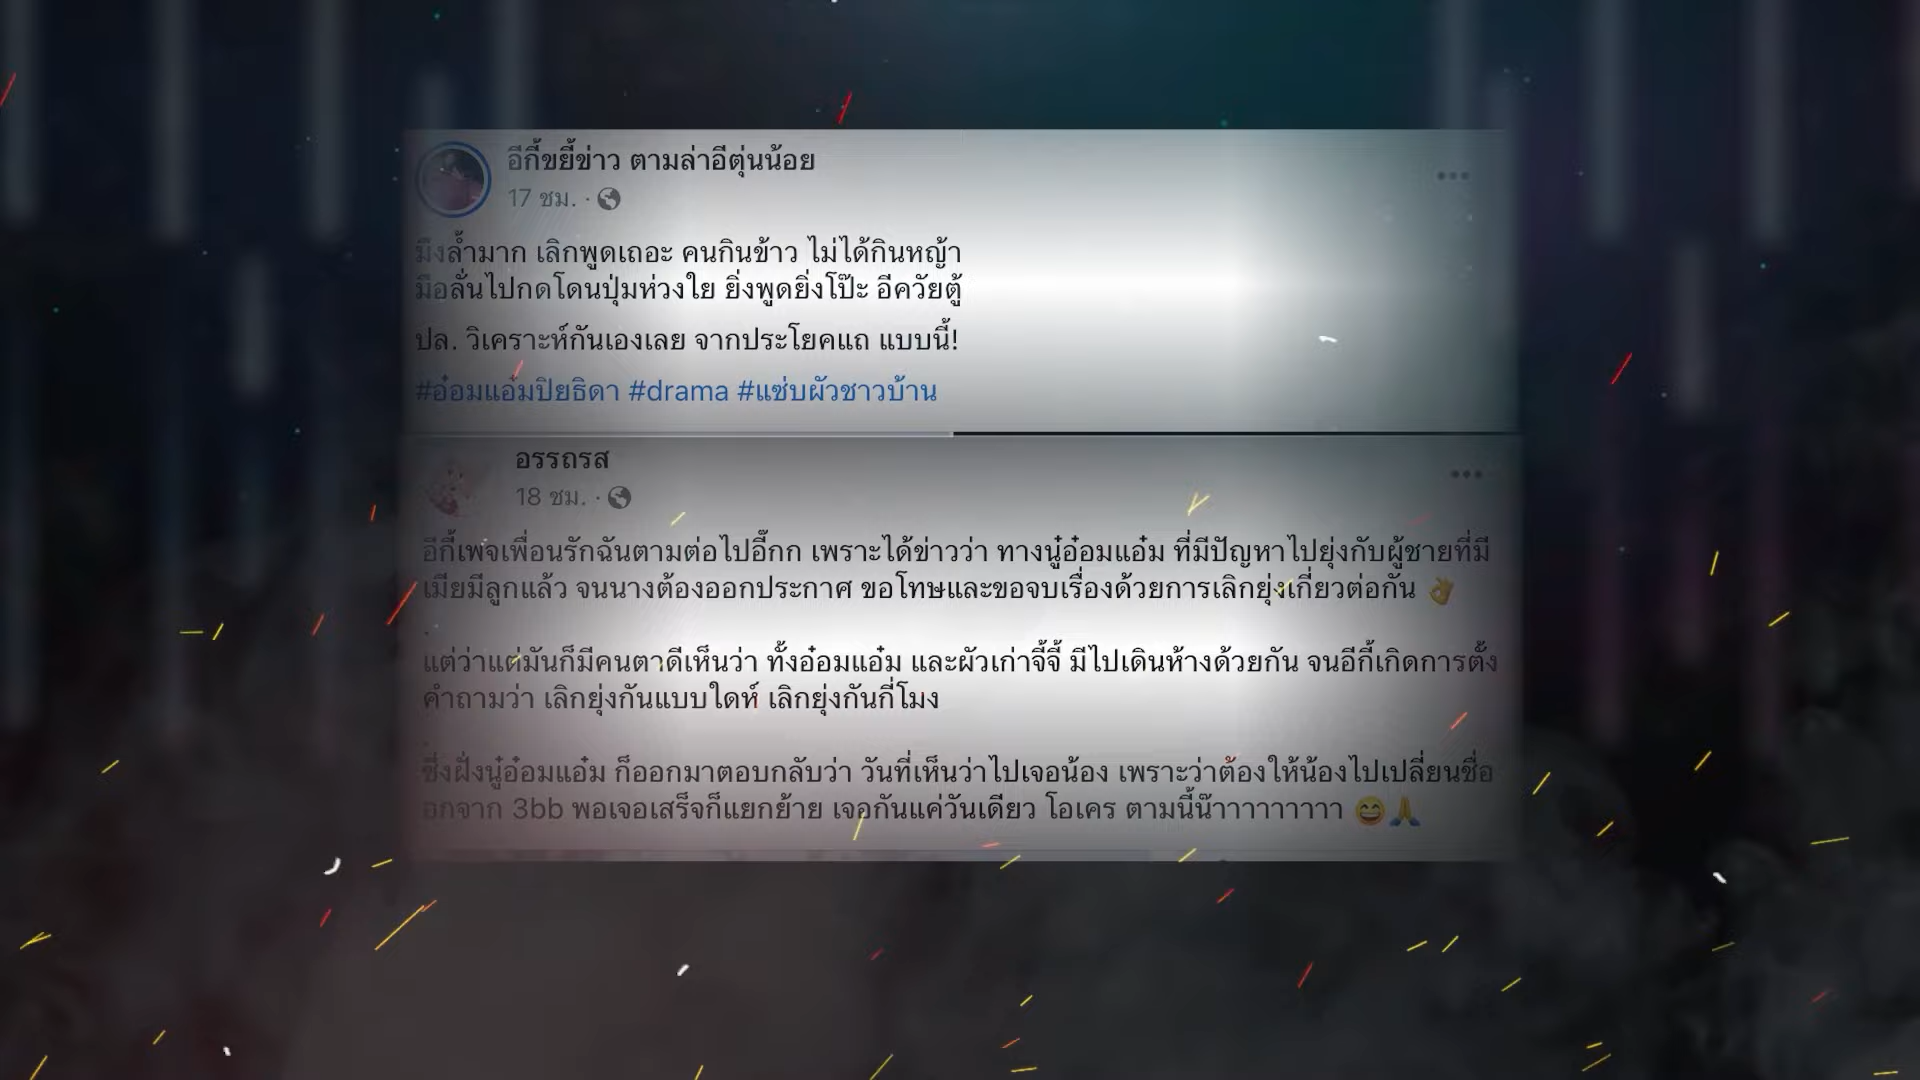 อีกี้ขยี้ข่าว ตามล่าอีตุ่นน้อย
17 ชม. ·
มึงล้ำมาก เลิกพูดเถอะ คนกินข้าว ไม่ได้กินหญ้า
มือลั่นไปกดโดนปุ่มห่วงใย ยิ่งพูดยิ่งโป๊ะ อีควัยตู้
ปล. วิเคราะห์กันเองเลย จากประโยคแถ แบบนี้!
#อ๋อมแอ๋มปิยธิดา #drama #แซ่บผัวชาวบ้าน
อรรถรส
18 ชม. ·
อีกี้เพจเพื่อนรักฉันตามต่อไปอี๊กก เพราะได้ข่าวว่า ทางนู๋อ๋อมแอ๋ม ที่มีปัญหาไปยุ่งกับผู้ชายที่มี
เมียมีลูกแล้ว จนนางต้องออกประกาศ ขอโทษและขอจบเรื่องด้วยการเลิกยุ่งเกี่ยวต่อกัน 👌
.
แต่ว่าแต่มันก็มีคนตาดีเห็นว่า ทั้งอ๋อมแอ๋ม และผัวเก่าจี้จี้ มีไปเดินห้างด้วยกัน จนอีกี้เกิดการตั้ง
คำถามว่า เลิกยุ่งกันแบบใดห์ เลิกยุ่งกันกี่โมง
.
ซึ่งฝั่งนู๋อ๋อมแอ๋ม ก็ออกมาตอบกลับว่า วันที่เห็นว่าไปเจอน้อง เพราะว่าต้องให้น้องไปเปลี่ยนชื่อ
อกจาก 3bb พอเจอเสร็จก็แยกย้าย เจอกันแค่วันเดียว โอเคร ตามนี้น๊าาาาาาาาา 😄🙏